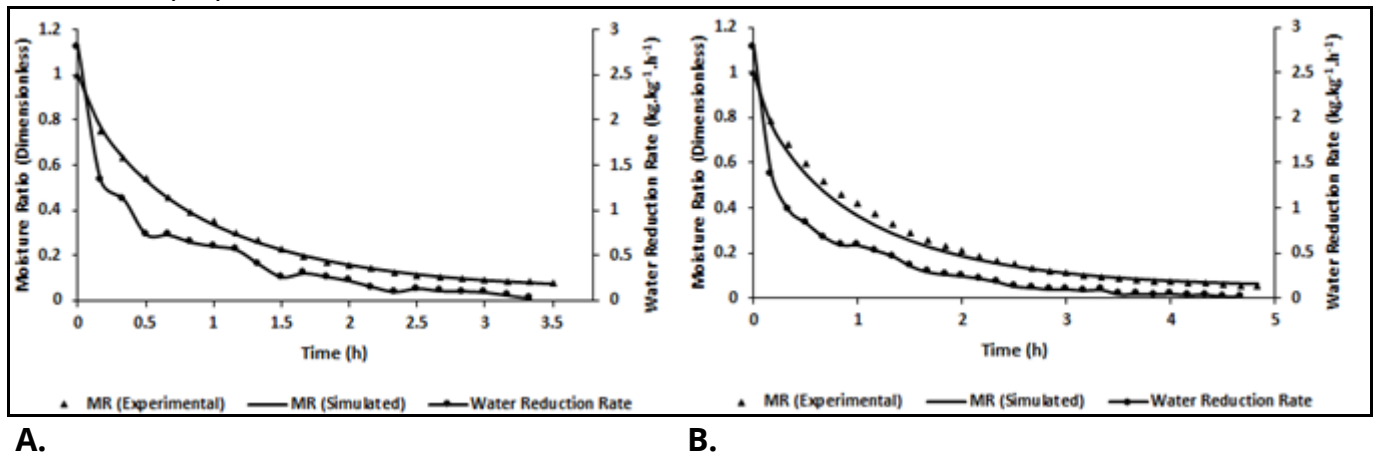 1.2
1
0.8
0.6
0.4
0.2
0
Moisture Ratio (Dimensionless)
3
2.5
2
1.5
1
0.5
0
Water Reduction Rate (kg.kg⁻¹.h⁻¹)
0 0.5 1 1.5 2 2.5 3 3.5
Time (h)
MR (Experimental) MR (Simulated) Water Reduction Rate
A.
1.2
1
0.8
0.6
0.4
0.2
0
Moisture Ratio (Dimensionless)
3
2.5
2
1.5
1
0.5
0
Water Reduction Rate (kg.kg⁻¹.h⁻¹)
0 1 2 3 4 5
Time (h)
MR (Experimental) MR (Simulated) Water Reduction Rate
B.